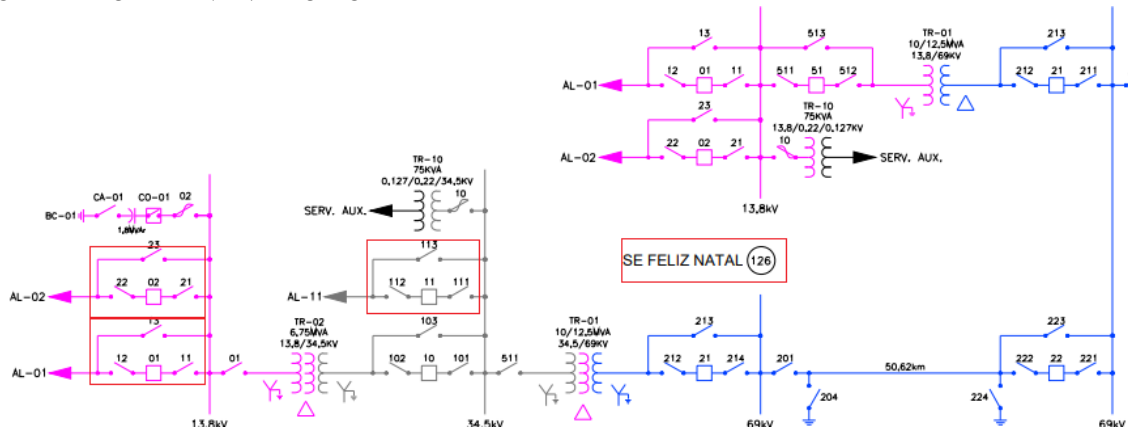 13
513
TR-01
10/12,5MVA
13,8/69KV
213
12 01 11
511 51 512
212 21 211
AL-01
23
TR-10
75KVA
13,8/0,22/0,127KV
22 02 21
10
AL-02
SERV. AUX.
13.8kV
TR-10
75KVA
0,127/0,22/34,5KV
10
SERV. AUX.
CA-01 CO-01 02
BC-01
1,8MVAr
23
22 02 21
AL-02
113
112 11 111
AL-11
SE FELIZ NATAL 126
13
12 01 11
01
AL-01
TR-02
6,75MVA
13,8/34,5KV
103
102 10 101
511
TR-01
10/12,5MVA
34,5/69KV
213
212 21 214
201
50,62km
223
222 22 221
204
224
13.8kV
34.5kV
69kV
69kV